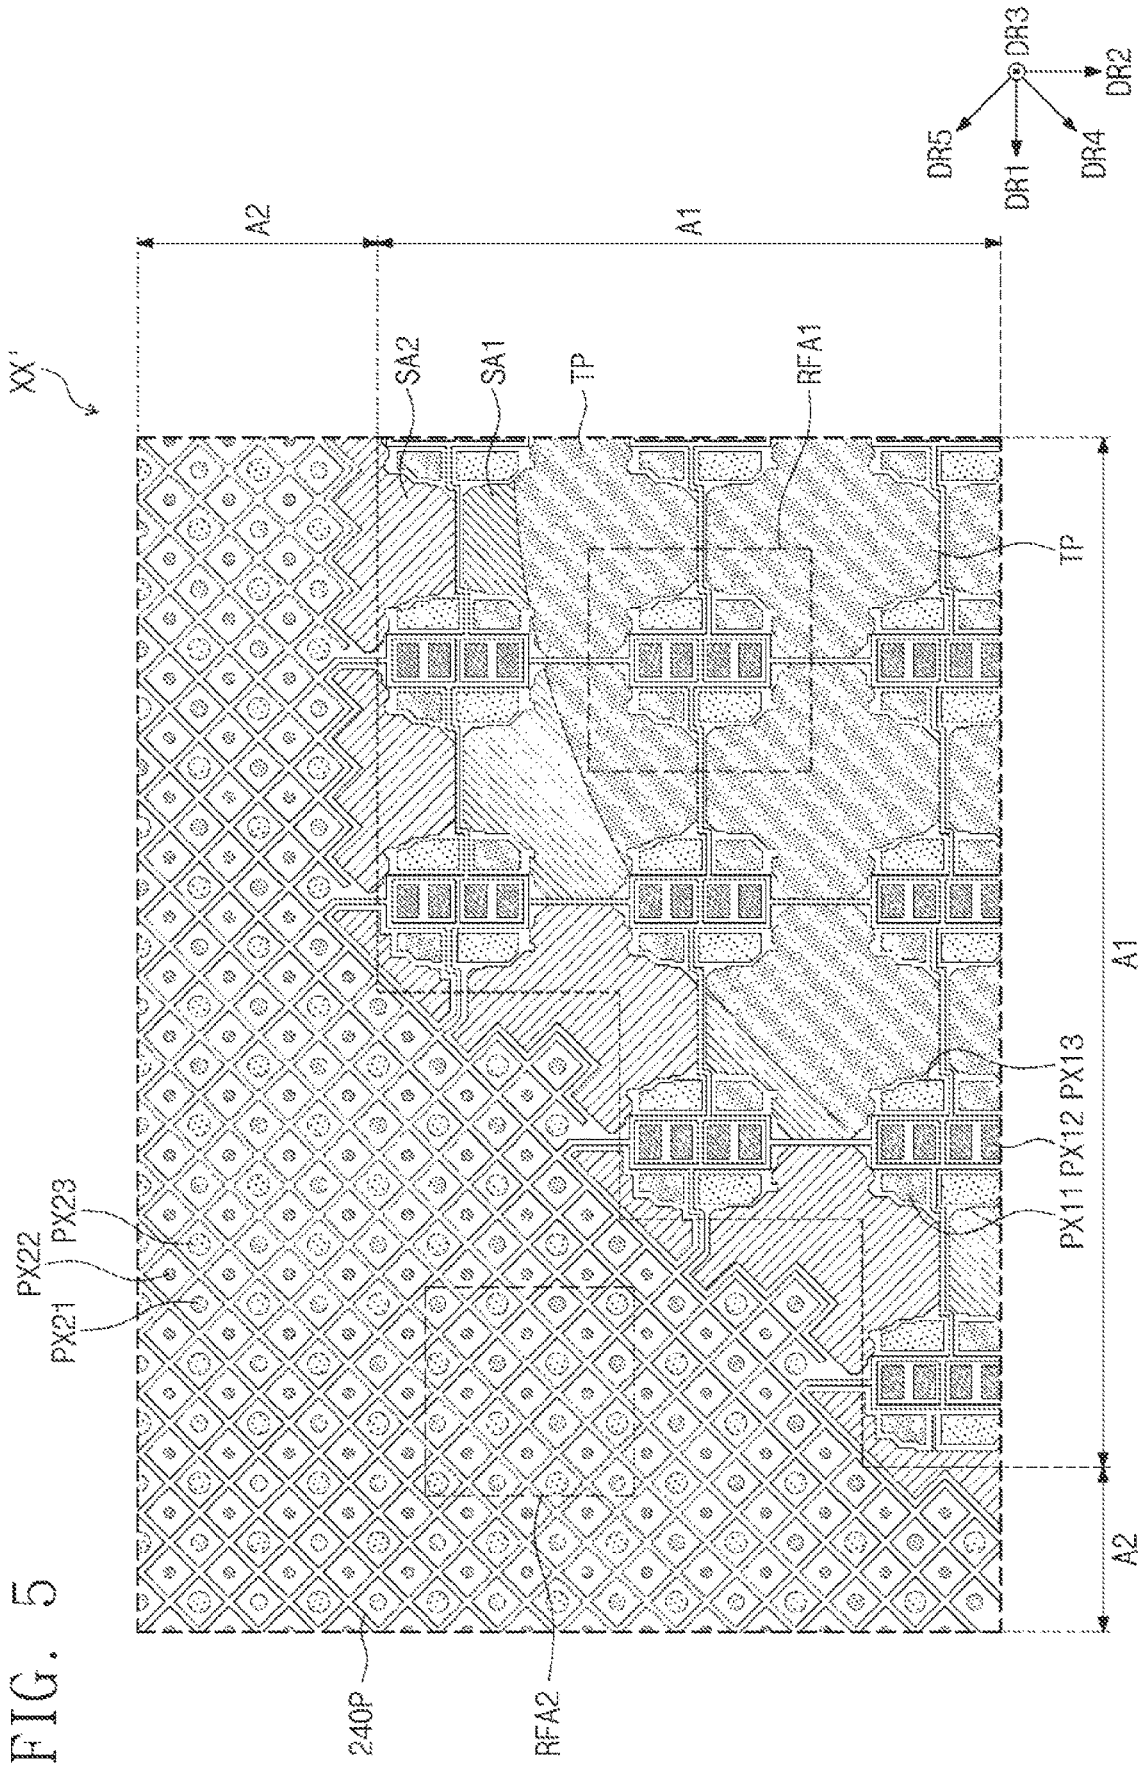 FIG. 5
XX'
PX21
PX22
PX23
240P
RFA2
A2
A1
SA2
SA1
TP
RFA1
TP
PX11 PX12 PX13
A2
A1
DR5
DR1
DR4
DR3
DR2